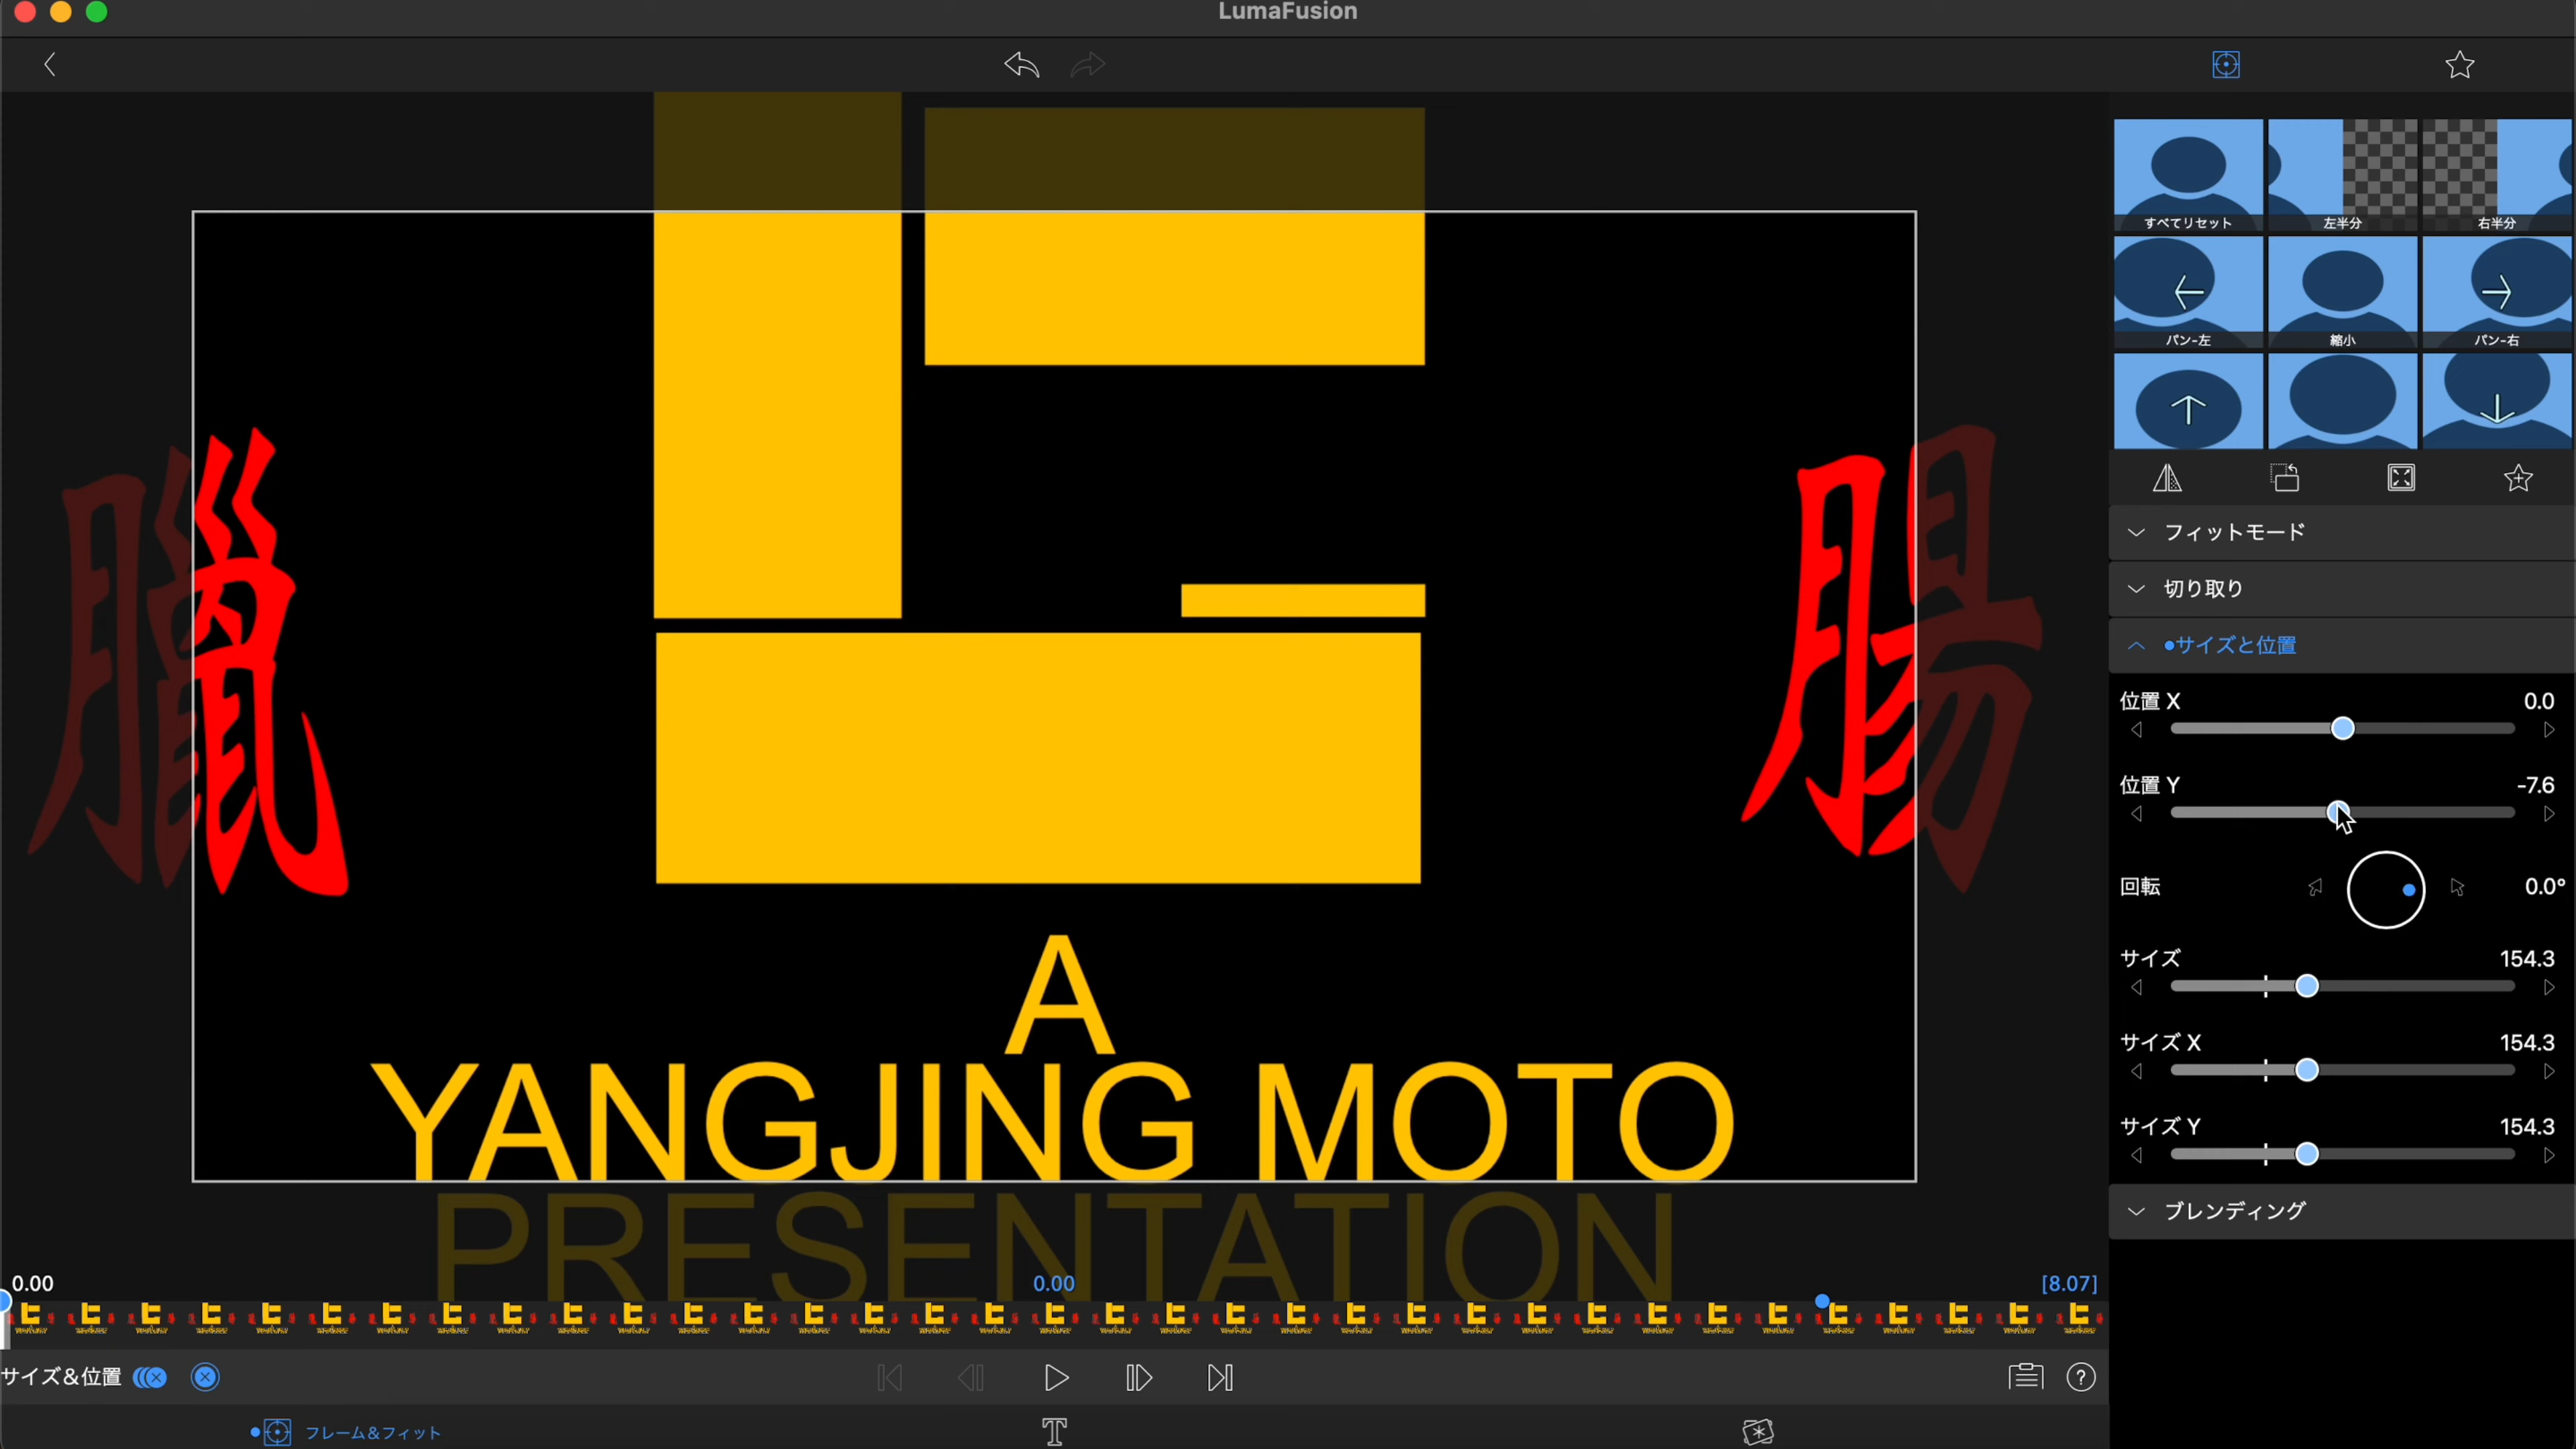 LumaFusion
すべてリセット
左半分
右半分
パン-左
縮小
パン-右
フィットモード
切り取り
サイズと位置
位置 X
0.0
位置 Y
-7.6
回転
0.0°
サイズ
154.3
サイズ X
154.3
サイズ Y
154.3
ブレンディング
臘
腸
A
YANGJING MOTO
PRESENTATION
0.00
0.00
[8.07]
サイズ&位置
フレーム&フィット